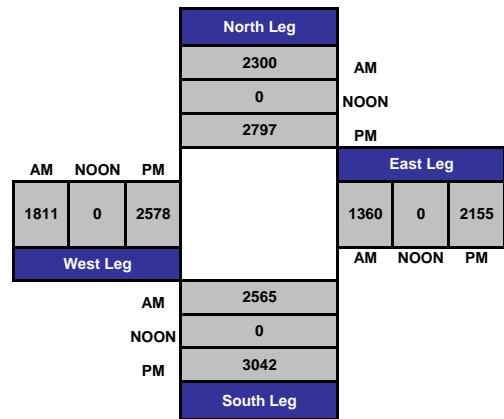 North Leg
2300 AM
0 NOON
2797 PM
AM NOON PM
East Leg
1811 0 2578
1360 0 2155
West Leg
AM NOON PM
AM 2565
NOON 0
PM 3042
South Leg